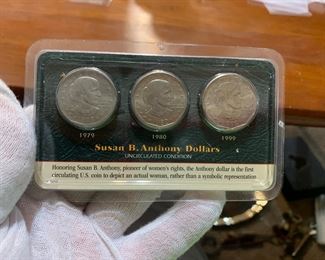 1979 1980 1999
Susan B. Anthony Dollars
UNCIRCULATED CONDITION
Honoring Susan B. Anthony, pioneer of women's rights, the Anthony dollar is the first
circulating U.S. coin to depict an actual woman, rather than a symbolic representation